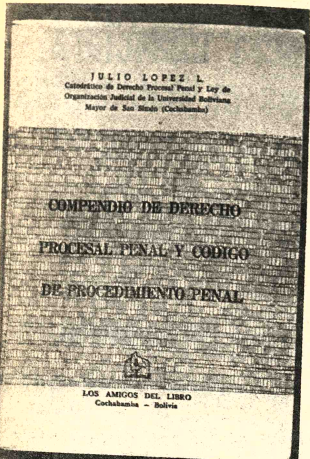 JULIO LOPEZ L.
Catedrático de Derecho Procesal Penal y Ley de
Organización Judicial de la Universidad Boliviana
Mayor de San Simón (Cochabamba)
COMPENDIO DE DERECHO
PROCESAL PENAL Y CODIGO
DE PROCEDIMIENTO PENAL
LOS AMIGOS DEL LIBRO
Cochabamba – Bolivia